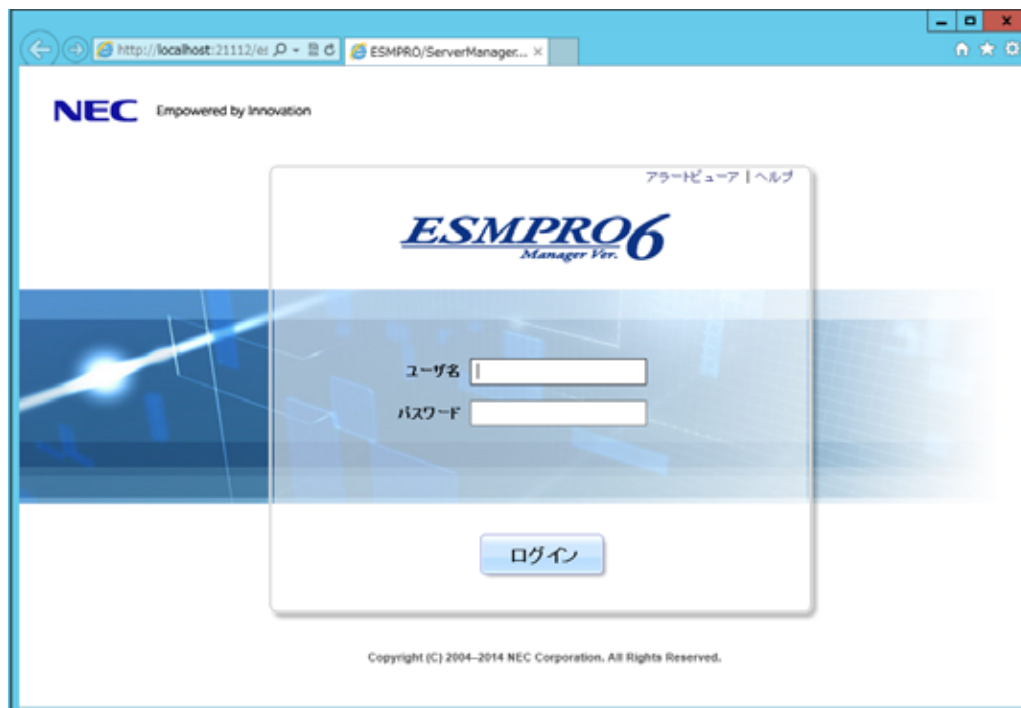 http://localhost:21112/es
ESMPRO/ServerManager...
NEC Empowered by Innovation
アラートビューア | ヘルプ
ESMPRO6
Manager Ver.
ユーザ名
パスワード
ログイン
Copyright (C) 2004-2014 NEC Corporation. All Rights Reserved.